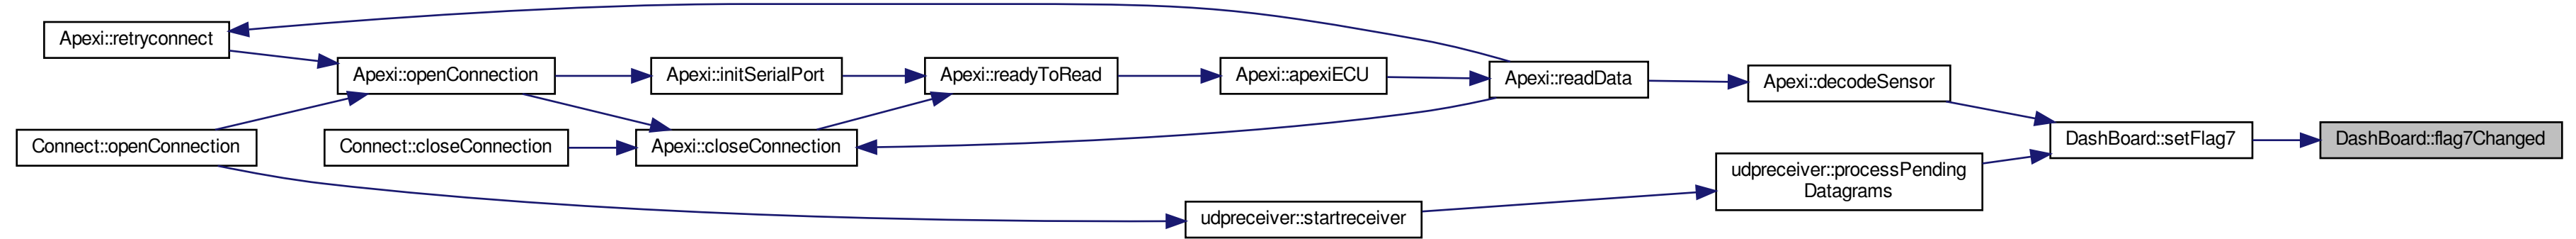 Apexi::retryconnect
Apexi::openConnection
Apexi::initSerialPort
Apexi::readyToRead
Apexi::apexiECU
Apexi::readData
Apexi::decodeSensor
Connect::openConnection
Connect::closeConnection
Apexi::closeConnection
DashBoard::setFlag7
DashBoard::flag7Changed
udpreceiver::processPending
Datagrams
udpreceiver::startreceiver